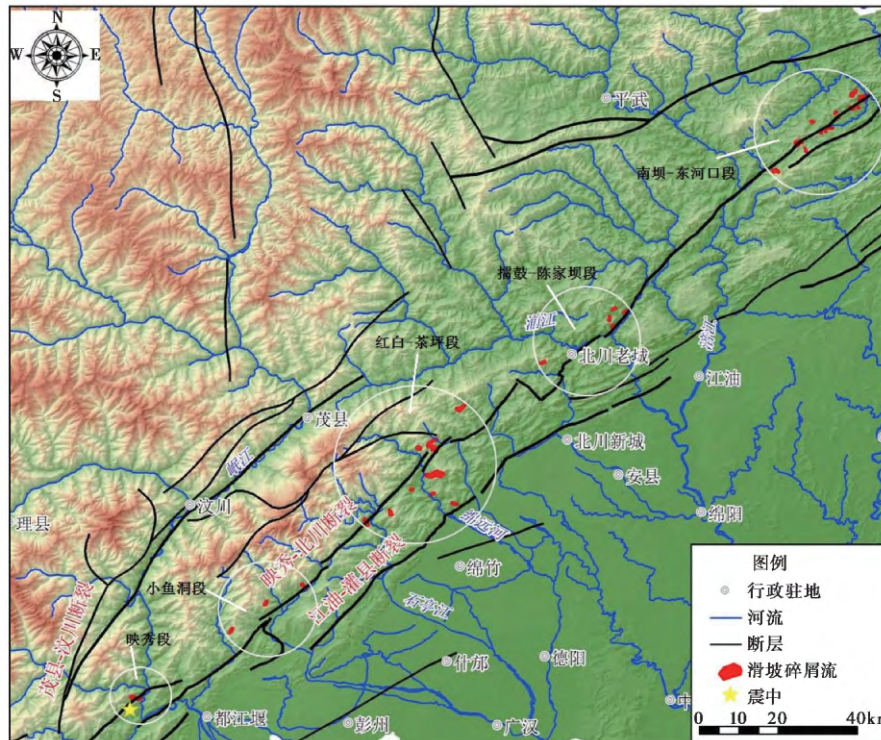 N
W E
S
平武
南坝-东河口段
擂鼓-陈家坝段
湔江
红白-茶坪段
北川老城
涪江
江油
茂县
岷江
北川新城
安县
汶川
绵远河
绵阳
理县
映秀-北川断裂
江油-灌县断裂
绵竹
小鱼洞段
石亭江
茂县-汶川断裂
映秀段
什邡
德阳
都江堰
彭州
广汉
中
图例
行政驻地
河流
断层
滑坡碎屑流
震中
0 10 20 40km